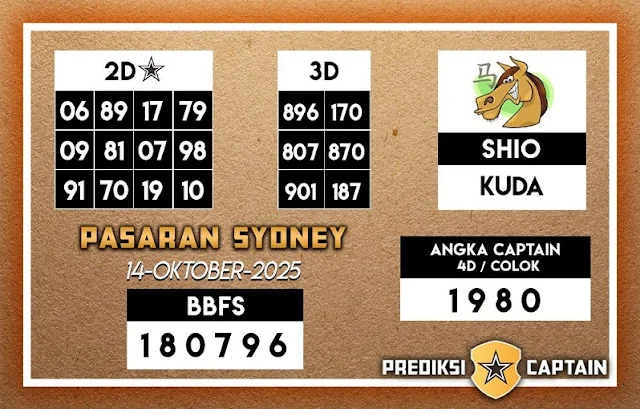 2D
06 89 17 79
09 81 07 98
91 70 19 10
3D
896 170
807 870
901 187
马
SHIO
KUDA
PASARAN SYDNEY
14-OKTOBER-2025
BBFS
180796
ANGKA CAPTAIN
4D / COLOK
1980
PREDIKSI CAPTAIN